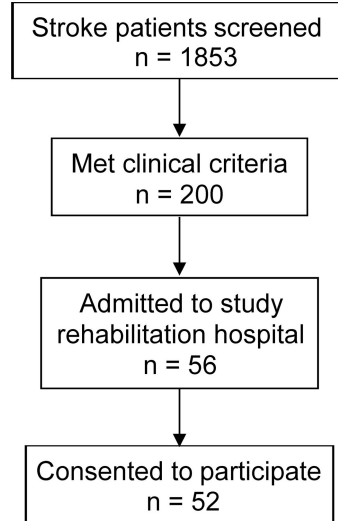 Stroke patients screened
n = 1853
Met clinical criteria
n = 200
Admitted to study
rehabilitation hospital
n = 56
Consented to participate
n = 52